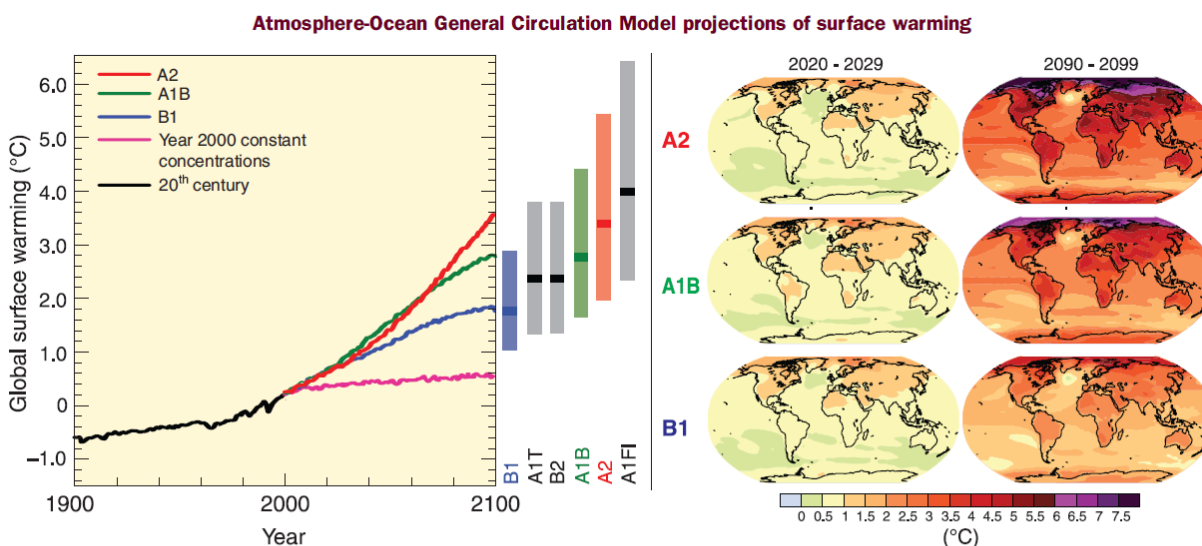 Atmosphere-Ocean General Circulation Model projections of surface warming
Global surface warming (°C)
6.0
5.0
4.0
3.0
2.0
1.0
0
–1.0
A2
A1B
B1
Year 2000 constant
concentrations
20th century
1900
2000
2100
Year
B1
A1T
B2
A1B
A2
A1FI
2020 - 2029
2090 - 2099
A2
A1B
B1
0 0.5 1 1.5 2 2.5 3 3.5 4 4.5 5 5.5 6 6.5 7 7.5
(°C)